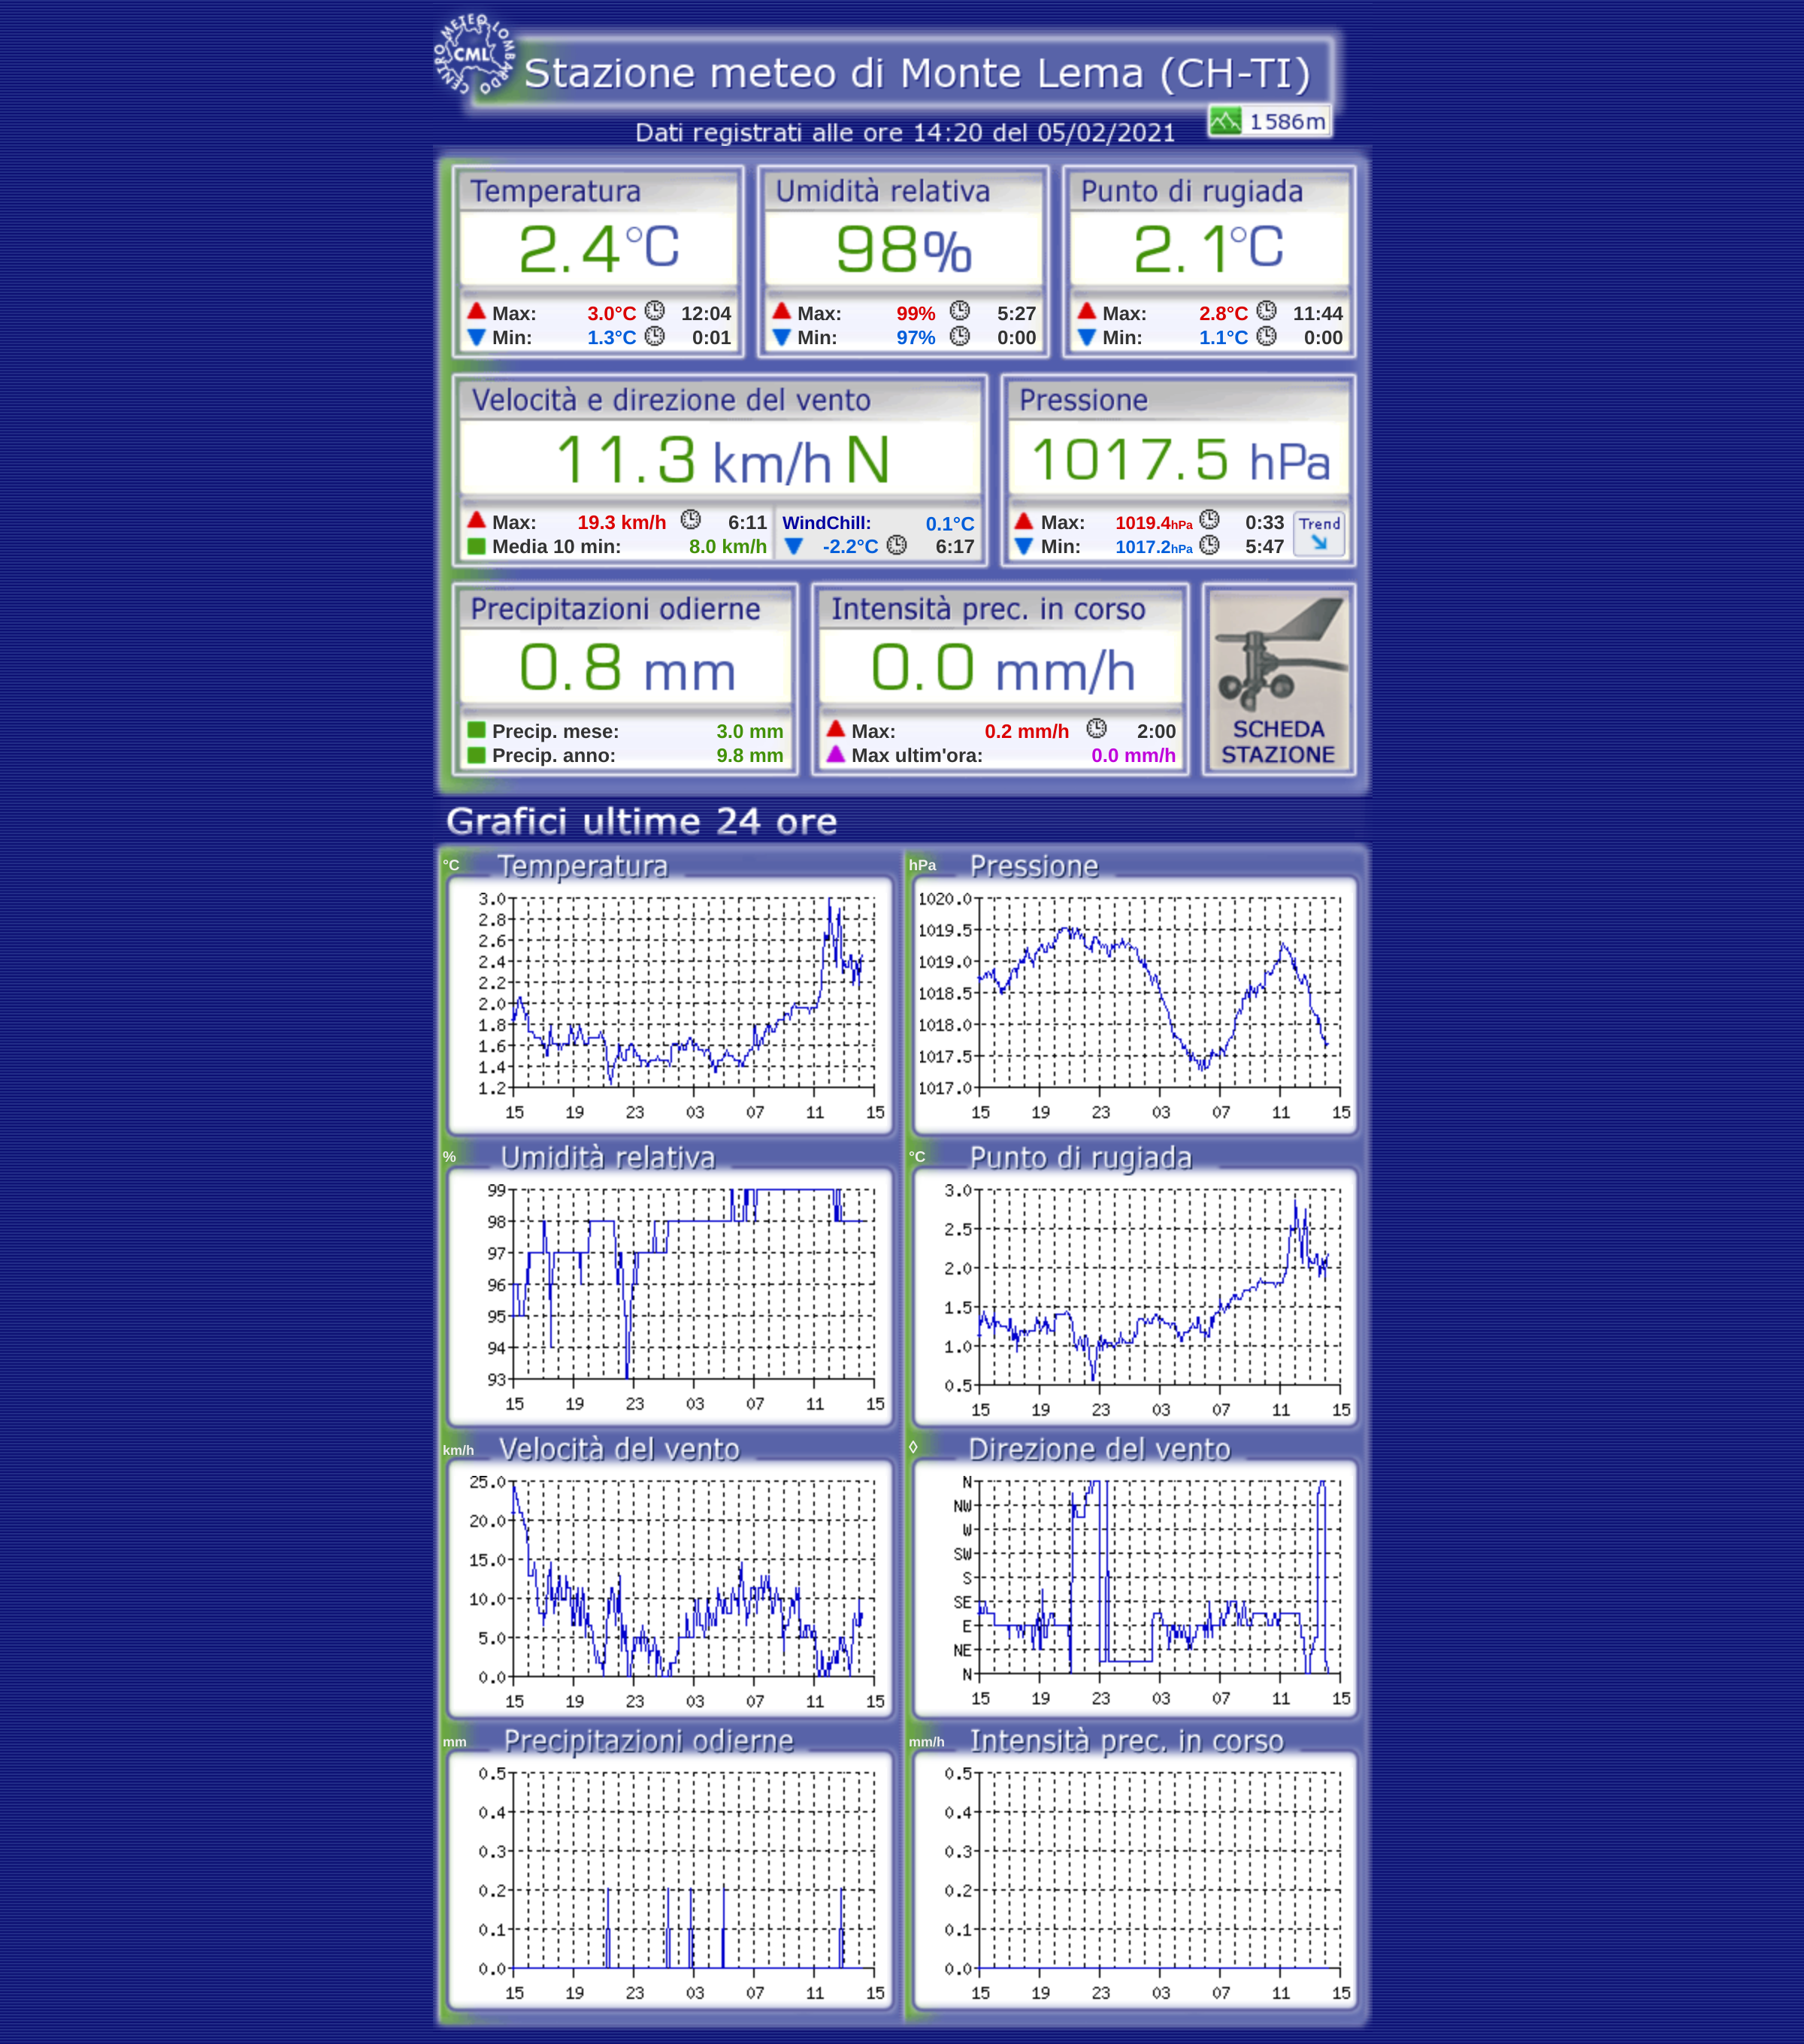 CENTRO METEO LOMBARDO
CML
Stazione meteo di Monte Lema (CH-TI)
1586m
Dati registrati alle ore 14:20 del 05/02/2021
Temperatura
2.4°C
Max: 3.0°C 12:04
Min: 1.3°C 0:01
Umidità relativa
98%
Max: 99% 5:27
Min: 97% 0:00
Punto di rugiada
2.1°C
Max: 2.8°C 11:44
Min: 1.1°C 0:00
Velocità e direzione del vento
11.3 km/h N
Max: 19.3 km/h 6:11
Media 10 min: 8.0 km/h
WindChill: 0.1°C
-2.2°C 6:17
Pressione
1017.5 hPa
Max: 1019.4hPa 0:33
Min: 1017.2hPa 5:47
Trend
Precipitazioni odierne
0.8 mm
Precip. mese: 3.0 mm
Precip. anno: 9.8 mm
Intensità prec. in corso
0.0 mm/h
Max: 0.2 mm/h 2:00
Max ultim'ora: 0.0 mm/h
SCHEDA
STAZIONE
Grafici ultime 24 ore
°C Temperatura
3.0
2.8
2.6
2.4
2.2
2.0
1.8
1.6
1.4
1.2
15 19 23 03 07 11 15
hPa Pressione
1020.0
1019.5
1019.0
1018.5
1018.0
1017.5
1017.0
15 19 23 03 07 11 15
% Umidità relativa
99
98
97
96
95
94
93
15 19 23 03 07 11 15
°C Punto di rugiada
3.0
2.5
2.0
1.5
1.0
0.5
15 19 23 03 07 11 15
km/h Velocità del vento
25.0
20.0
15.0
10.0
5.0
0.0
15 19 23 03 07 11 15
◊ Direzione del vento
N
NW
W
SW
S
SE
E
NE
N
15 19 23 03 07 11 15
mm Precipitazioni odierne
0.5
0.4
0.3
0.2
0.1
0.0
15 19 23 03 07 11 15
mm/h Intensità prec. in corso
0.5
0.4
0.3
0.2
0.1
0.0
15 19 23 03 07 11 15